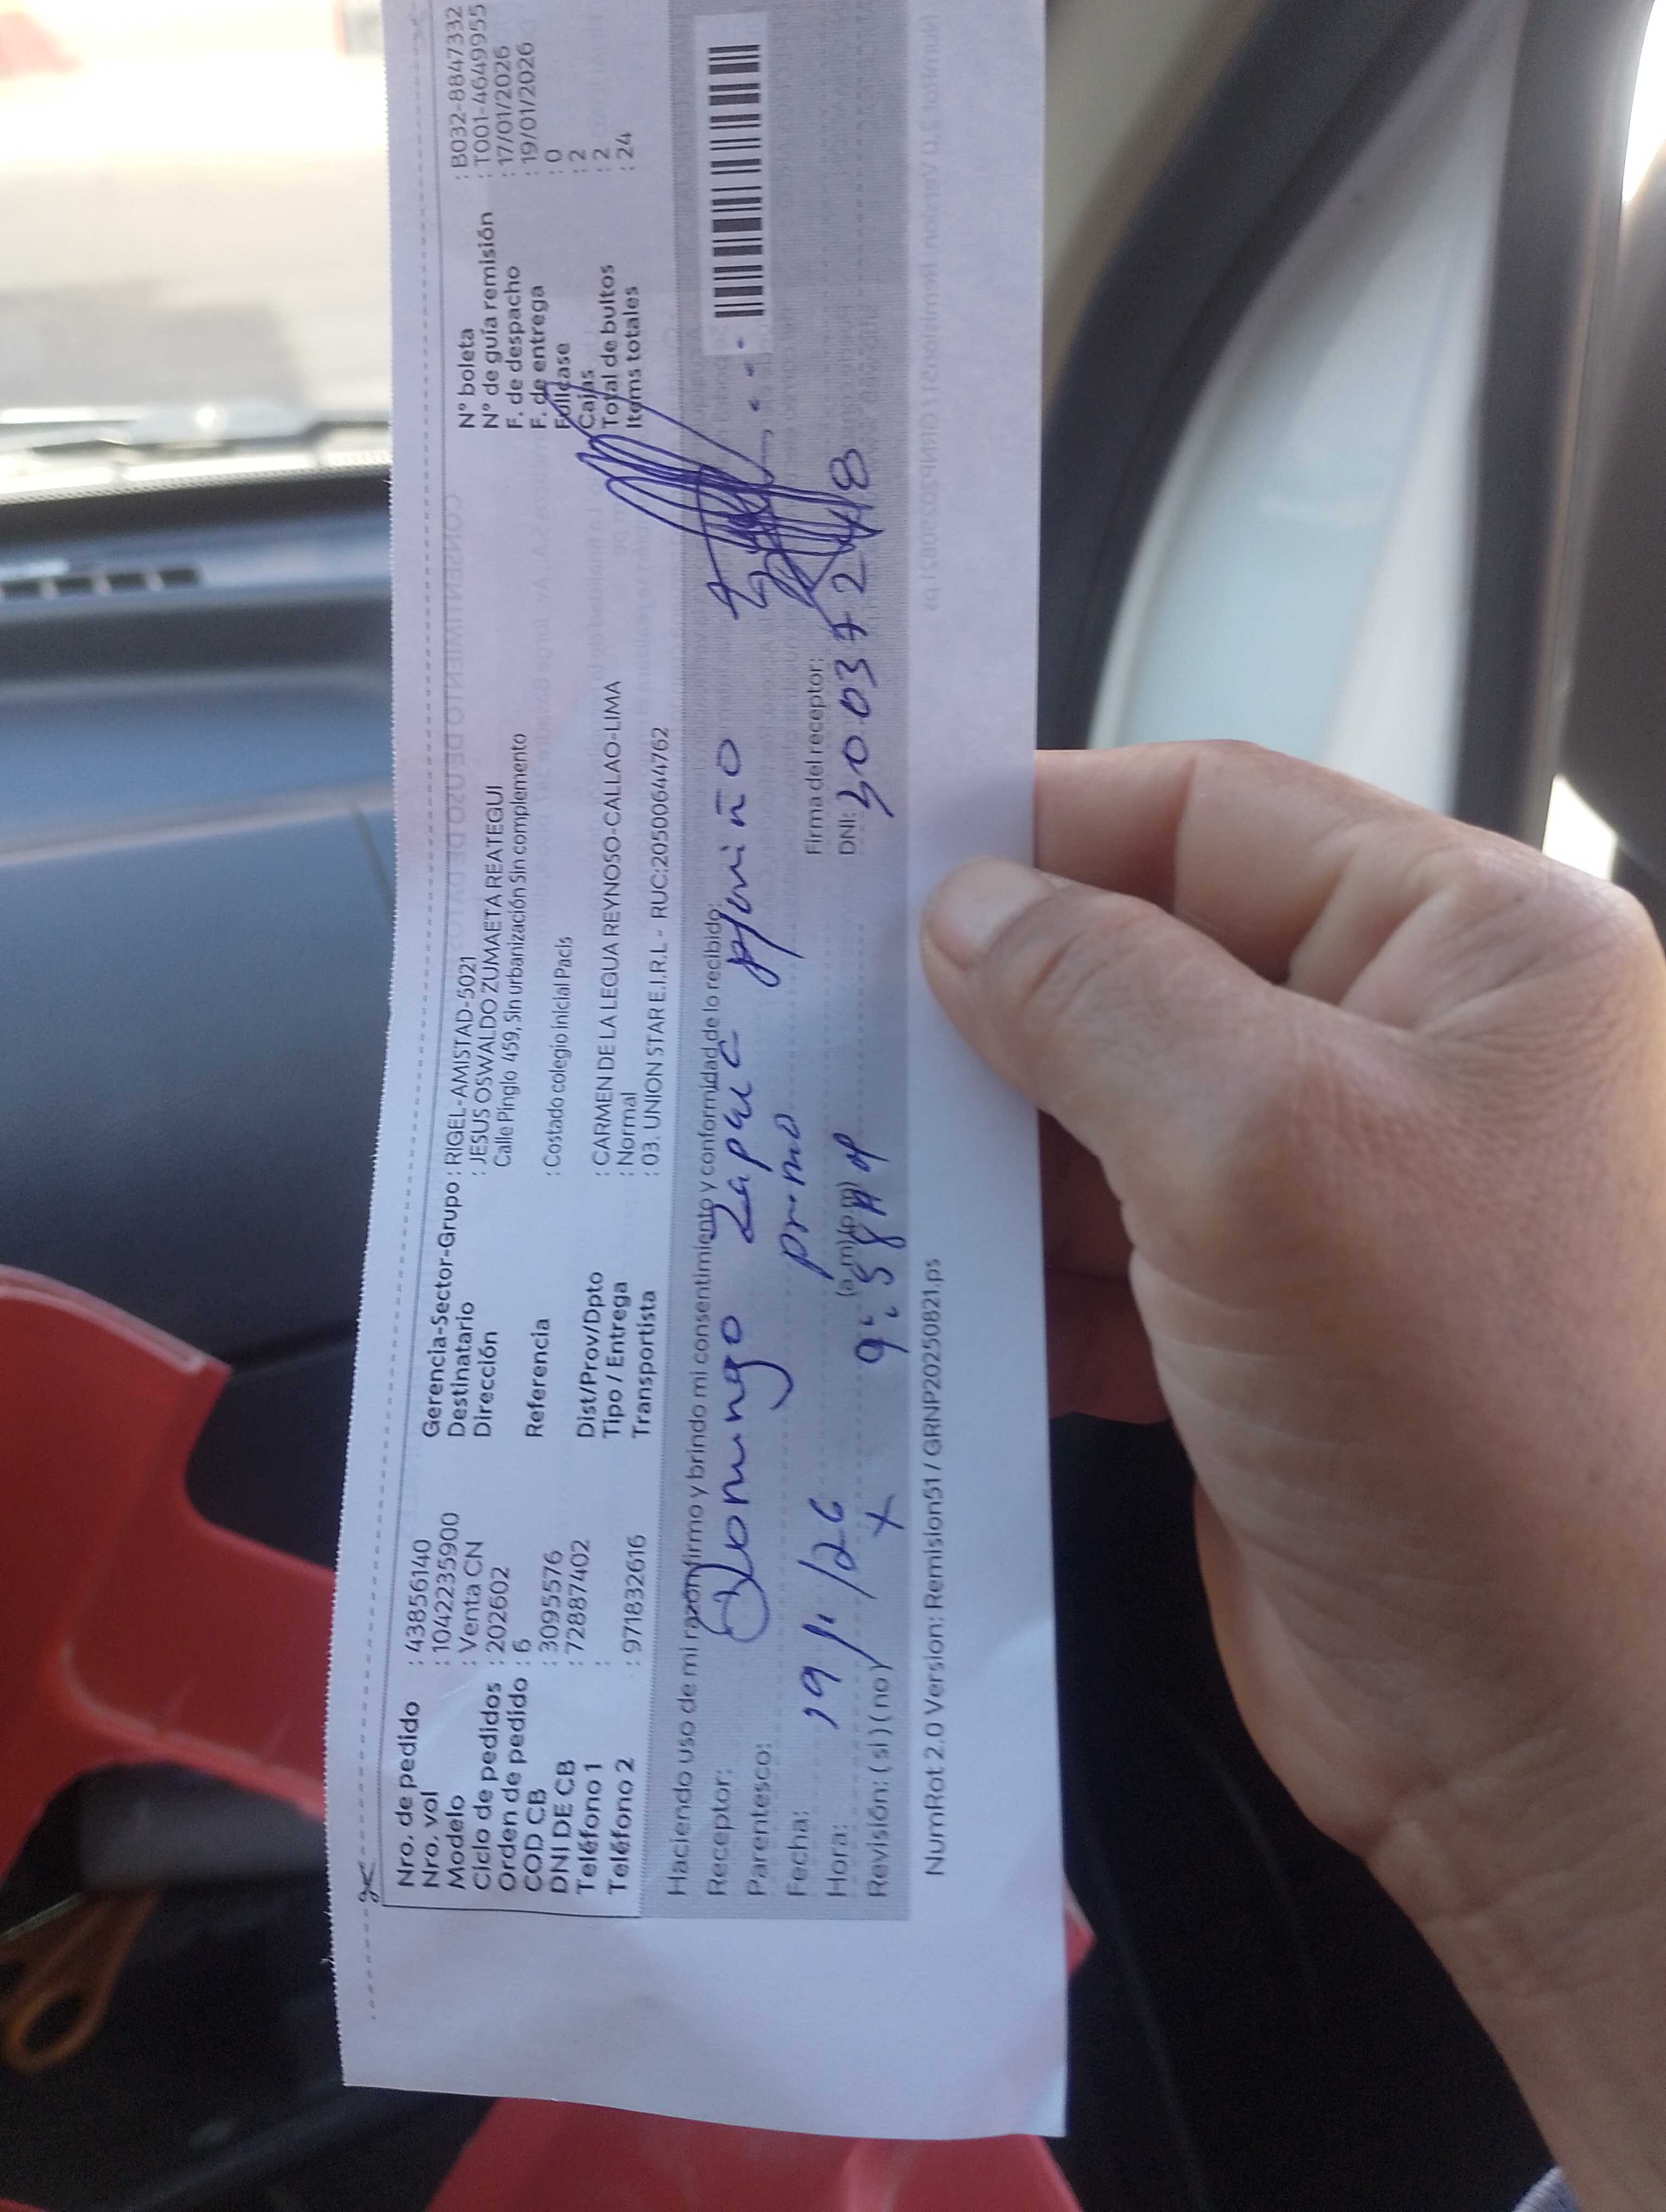 Nro. de pedido : 43856140
Nro. vol : 1042235900
Modelo : Venta CN
Ciclo de pedidos : 202602
Orden de pedido : 6
COD CB : 3095576
DNI DE CB : 72887402
Teléfono 1 :
Teléfono 2 : 971832616
Gerencia-Sector-Grupo : RIGEL-AMISTAD-5021
Destinatario : JESUS OSWALDO ZUMAETA REATEGUI
Dirección Calle Pinglo 459, Sin urbanización Sin complemento
Referencia : Costado colegio inicial Pacls
Dist/Prov/Dpto : CARMEN DE LA LEGUA REYNOSO-CALLAO-LIMA
Tipo / Entrega : Normal
Transportista : 03. UNION STAR E.I.R.L - RUC:20500644762
N° boleta : B032-8847332
N° de guía remisión : T001-4649955
F. de despacho : 17/01/2026
F. de entrega : 19/01/2026
Fullcase : 0
Cajas : 2
Total de bultos : 2
Items totales : 24
Haciendo uso de mi razón firmo y brindo mi consentimiento y conformidad de lo recibido:
Receptor: Domingo
Parentesco: primo
Fecha: 19/1/26
Firma del receptor:
Hora: 9:58 (a.m)(p.m)
DNI:
Revisión: (si) (no) X
NumRot 2.0 Version: Remision51 / GRNP20250821.ps